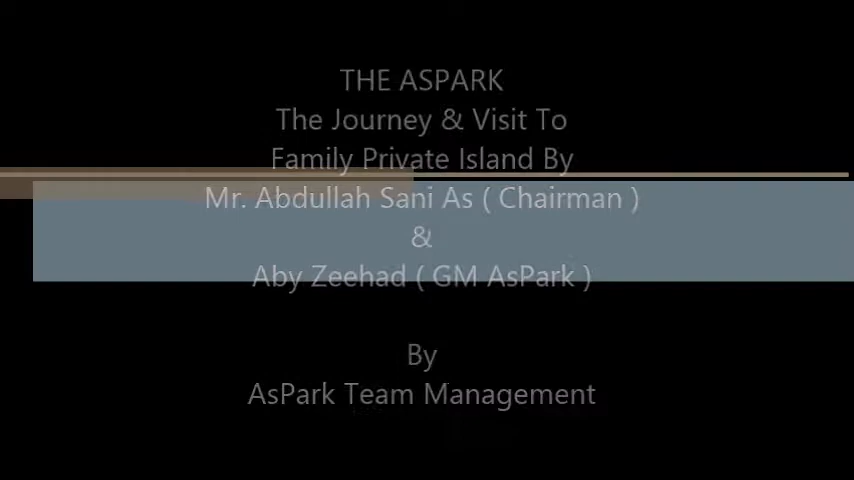 THE ASPARK
The Journey & Visit To
Family Private Island By
Mr. Abdullah Sani As ( Chairman )
&
Aby Zeehad ( GM AsPark )
By
AsPark Team Management